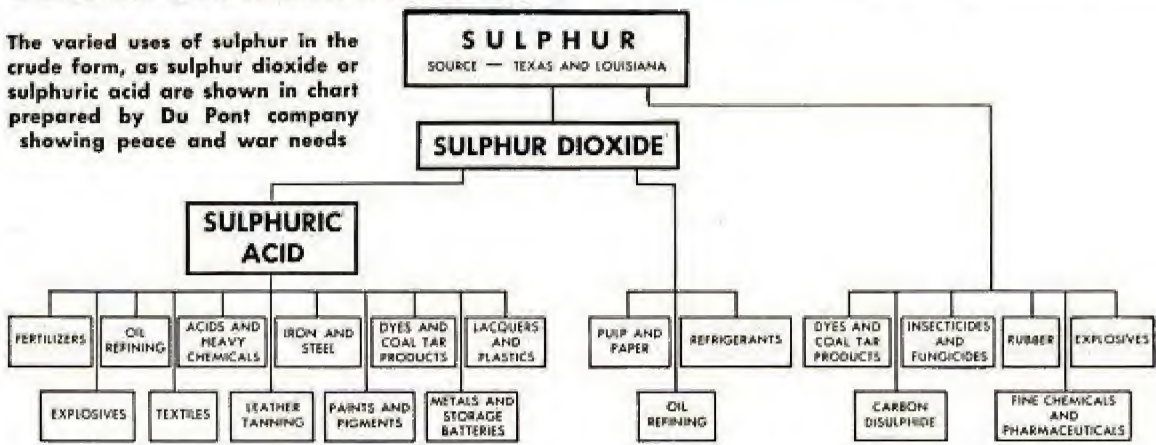 The varied uses of sulphur in the
crude form, as sulphur dioxide or
sulphuric acid are shown in chart
prepared by Du Pont company
showing peace and war needs
SULPHUR
SOURCE — TEXAS AND LOUISIANA
SULPHUR DIOXIDE
SULPHURIC
ACID
FERTILIZERS
OIL
REFINING
ACIDS AND
HEAVY
CHEMICALS
IRON AND
STEEL
DYES AND
COAL TAR
PRODUCTS
LACQUERS
AND
PLASTICS
EXPLOSIVES
TEXTILES
LEATHER
TANNING
PAINTS AND
PIGMENTS
METALS AND
STORAGE
BATTERIES
PULP AND
PAPER
REFRIGERANTS
OIL
REFINING
DYES AND
COAL TAR
PRODUCTS
INSECTICIDES
AND
FUNGICIDES
RUBBER
EXPLOSIVES
CARBON
DISULPHIDE
FINE CHEMICALS
AND
PHARMACEUTICALS